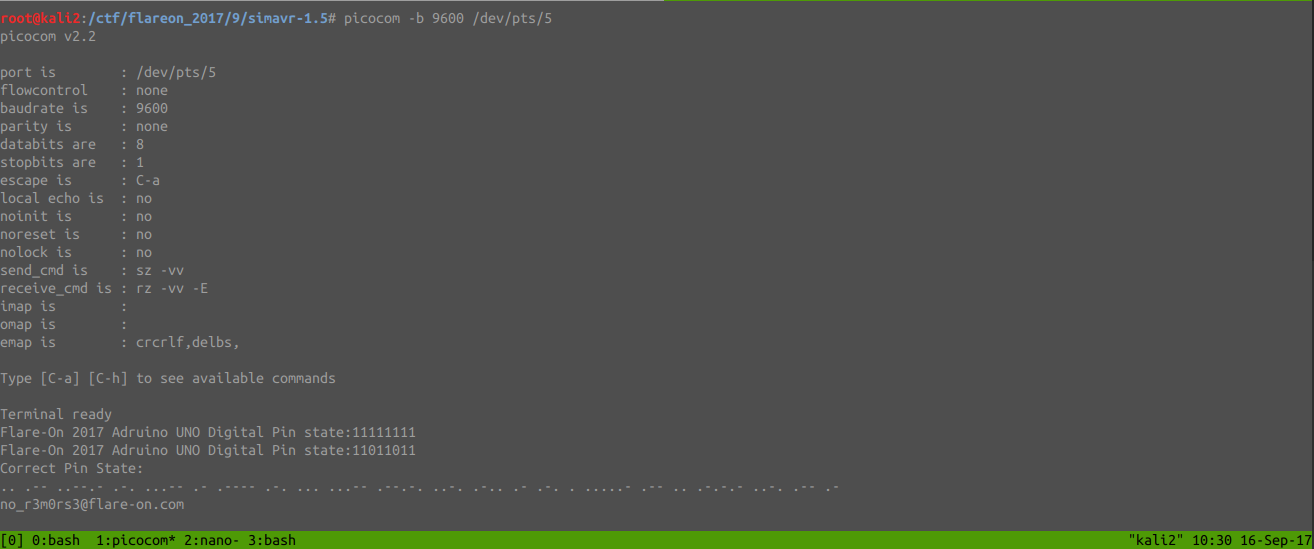 root@kali2:/ctf/flareon_2017/9/simavr-1.5# picocom -b 9600 /dev/pts/5
picocom v2.2
port is        : /dev/pts/5
flowcontrol    : none
baudrate is    : 9600
parity is      : none
databits are   : 8
stopbits are   : 1
escape is      : C-a
local echo is  : no
noinit is      : no
noreset is     : no
nolock is      : no
send_cmd is    : sz -vv
receive_cmd is : rz -vv -E
imap is        :
omap is        :
emap is        : crcrlf,delbs,
Type [C-a] [C-h] to see available commands
Terminal ready
Flare-On 2017 Adruino UNO Digital Pin state:11111111
Flare-On 2017 Adruino UNO Digital Pin state:11011011
Correct Pin State:
.. .-- ..--.- .-. ...-- .- .---- .-. ... ...-- .--.-. ..-. .-.. .- .-. . .....- .-- .. .-.-.- ..-. .-- .-
no_r3m0rs3@flare-on.com
[0] 0:bash  1:picocom* 2:nano- 3:bash
"kali2" 10:30 16-Sep-17